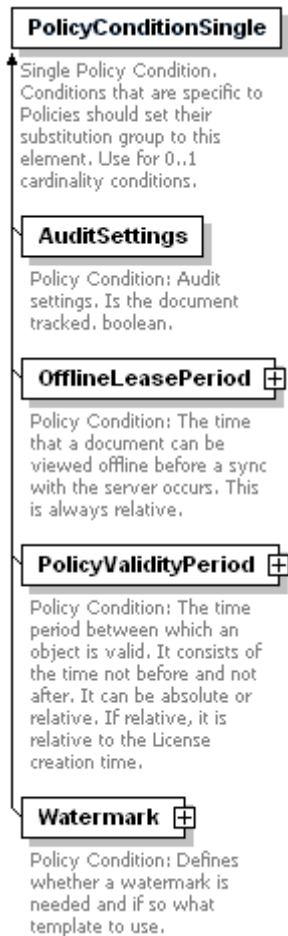 PolicyConditionSingle
Single Policy Condition.
Conditions that are specific to
Policies should set their
substitution group to this
element. Use for 0..1
cardinality conditions.
AuditSettings
Policy Condition: Audit
settings. Is the document
tracked. boolean.
OfflineLeasePeriod
Policy Condition: The time
that a document can be
viewed offline before a sync
with the server occurs. This
is always relative.
PolicyValidityPeriod
Policy Condition: The time
period between which an
object is valid. It consists of
the time not before and not
after. It can be absolute or
relative. If relative, it is
relative to the License
creation time.
Watermark
Policy Condition: Defines
whether a watermark is
needed and if so what
template to use.